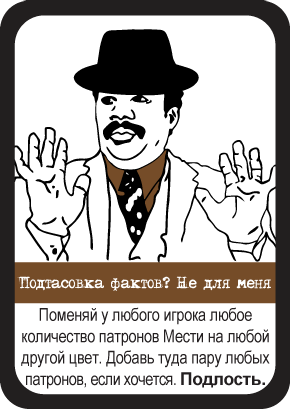 Подтасовка фактов? Не для меня
Поменяй у любого игрока любое
количество патронов Мести на любой
другой цвет. Добавь туда пару любых
патронов, если хочется. Подлость.